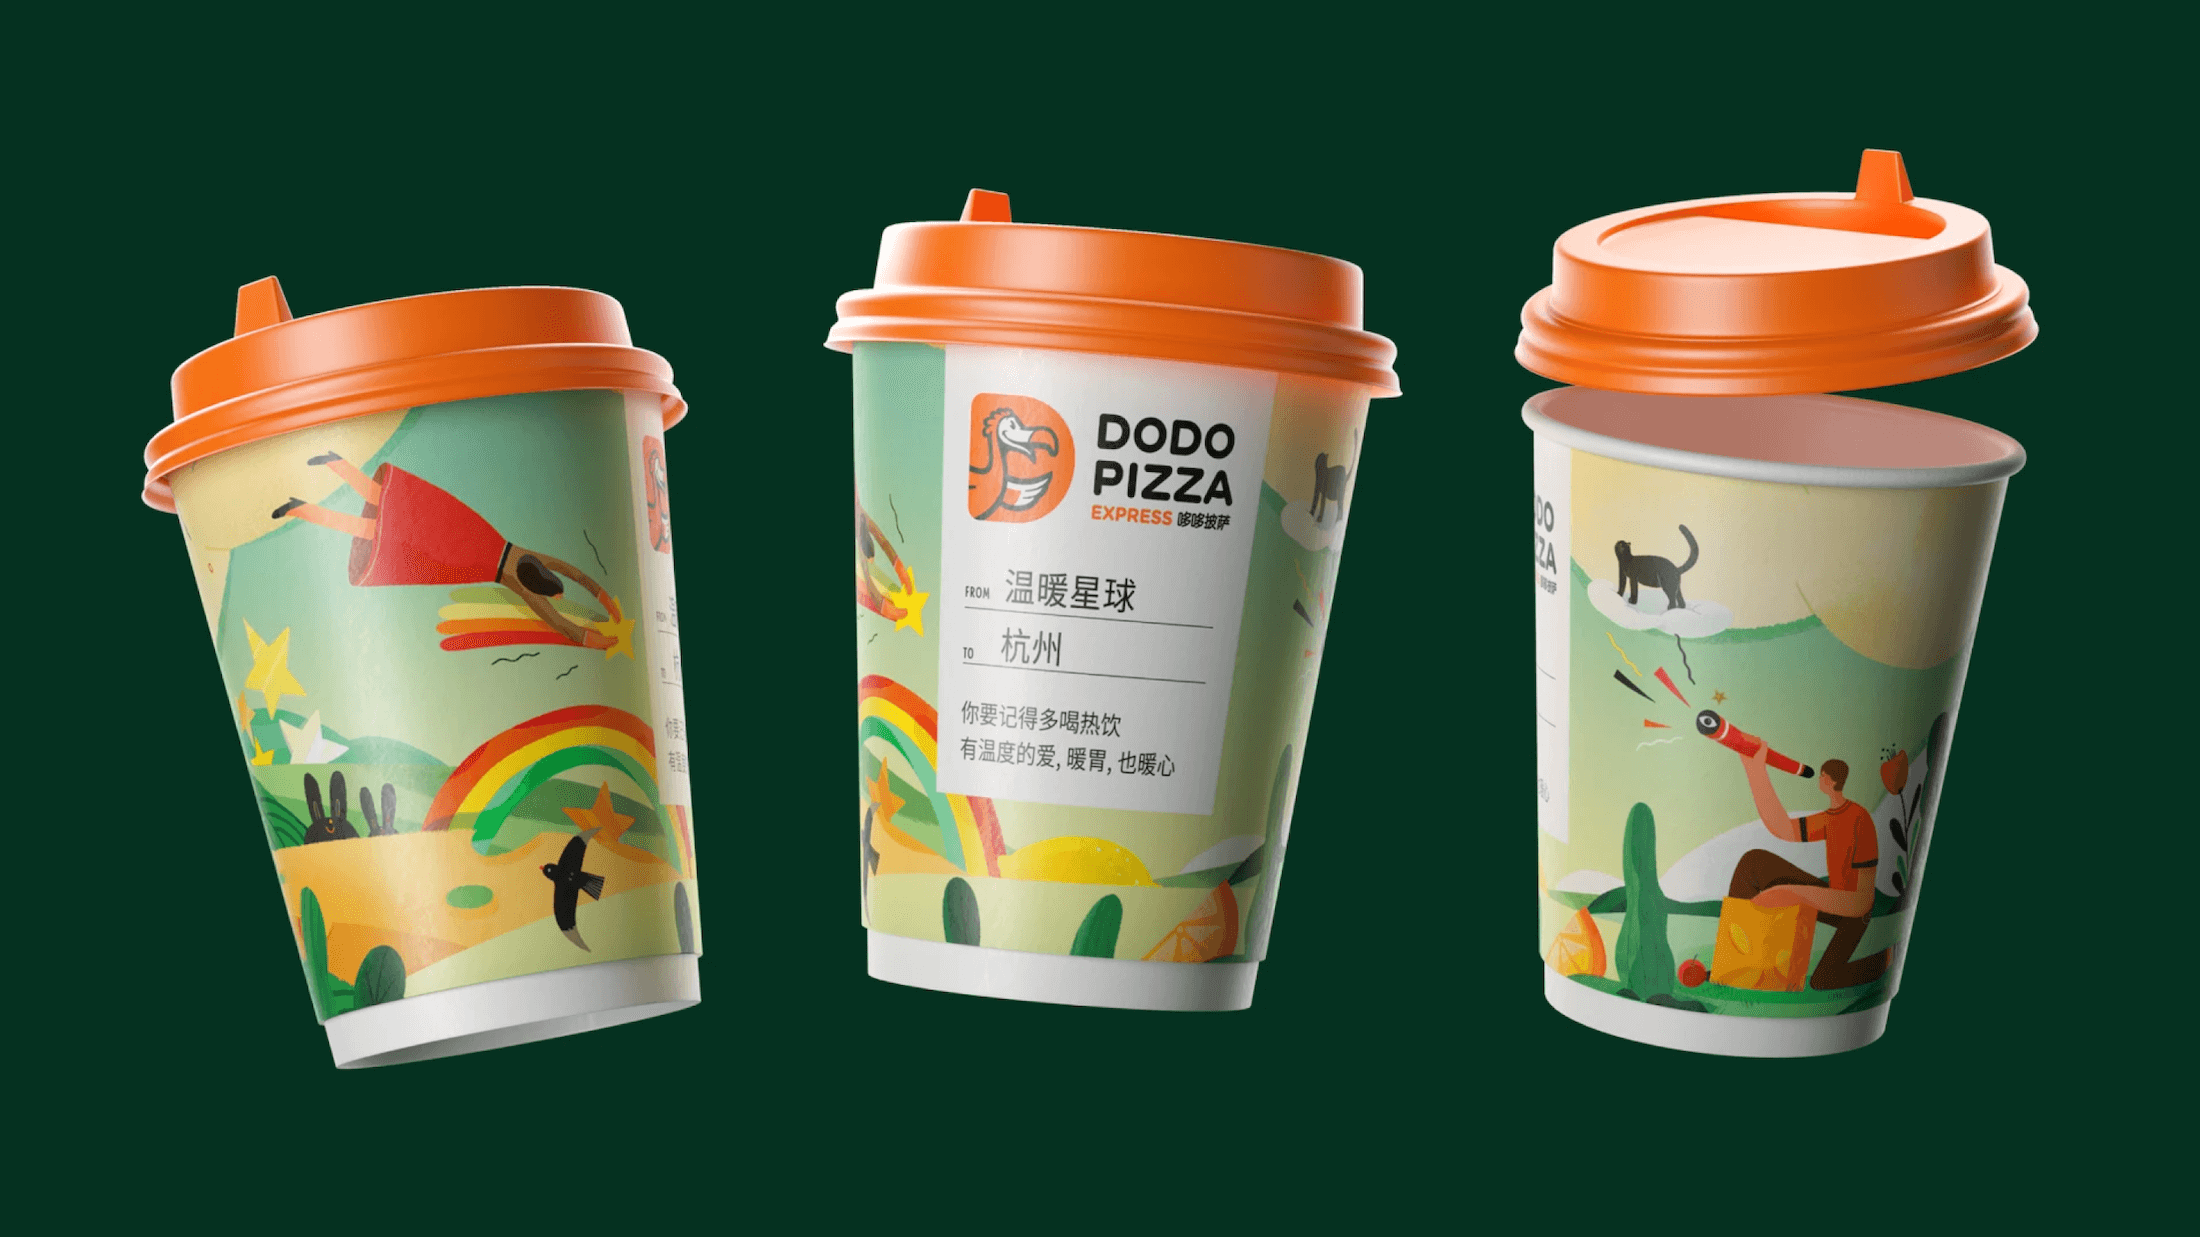 DODO
PIZZA
EXPRESS 哆哆披萨
FROM 温暖星球
TO 杭州
你要记得多喝热饮
有温度的爱, 暖胃, 也暖心